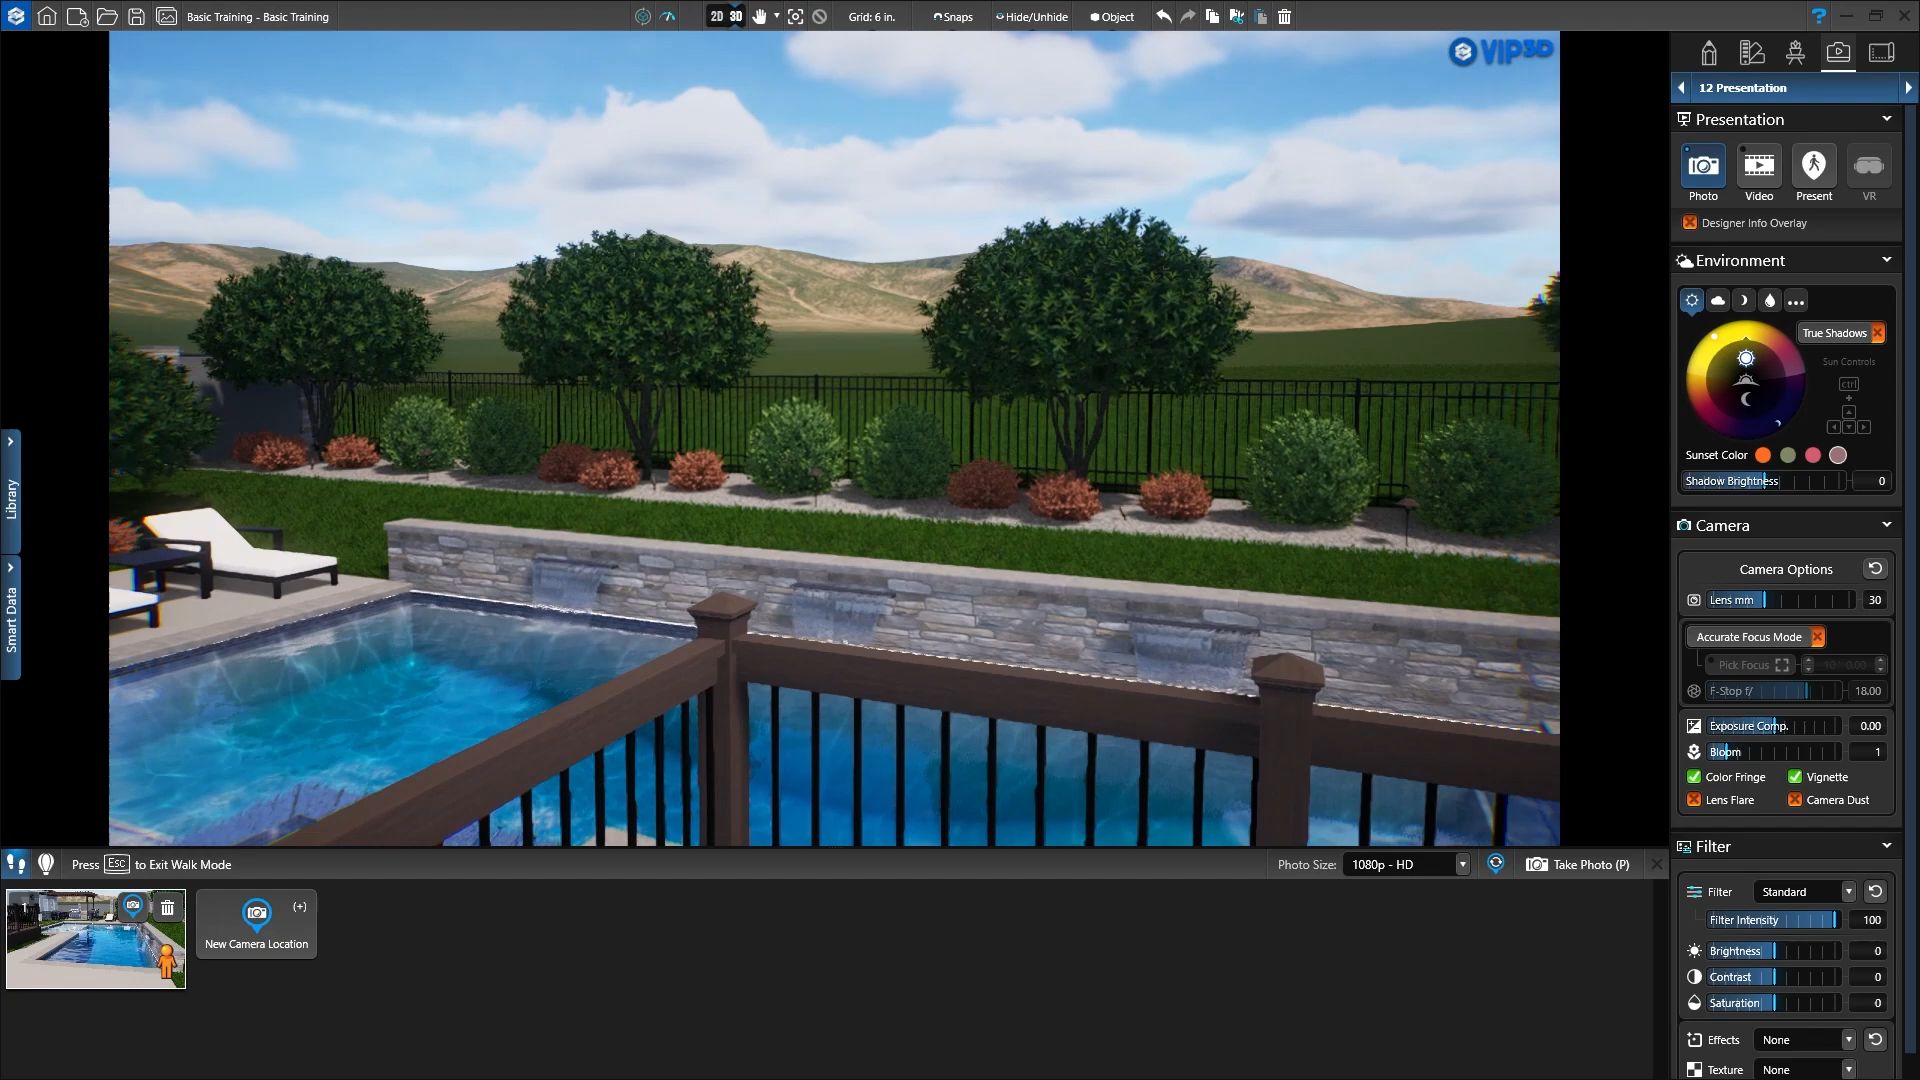 Basic Training - Basic Training
2D 3D
Grid: 6 in.
Snaps
Hide/Unhide
Object
?
VIP3D
12 Presentation
Presentation
Photo
Video
Present
VR
Designer Info Overlay
Environment
True Shadows
Sun Controls
ctrl
+
Sunset Color
Shadow Brightness
0
Camera
Camera Options
Lens mm
30
Accurate Focus Mode
Pick Focus
F-Stop f/
18.00
Exposure Comp.
0.00
Bloom
1
Color Fringe
Vignette
Lens Flare
Camera Dust
Filter
Filter
Standard
Filter Intensity
100
Brightness
0
Contrast
0
Saturation
0
Effects
None
Texture
None
Library
Smart Data
Press Esc to Exit Walk Mode
Photo Size:
1080p - HD
Take Photo (P)
1
(+)
New Camera Location